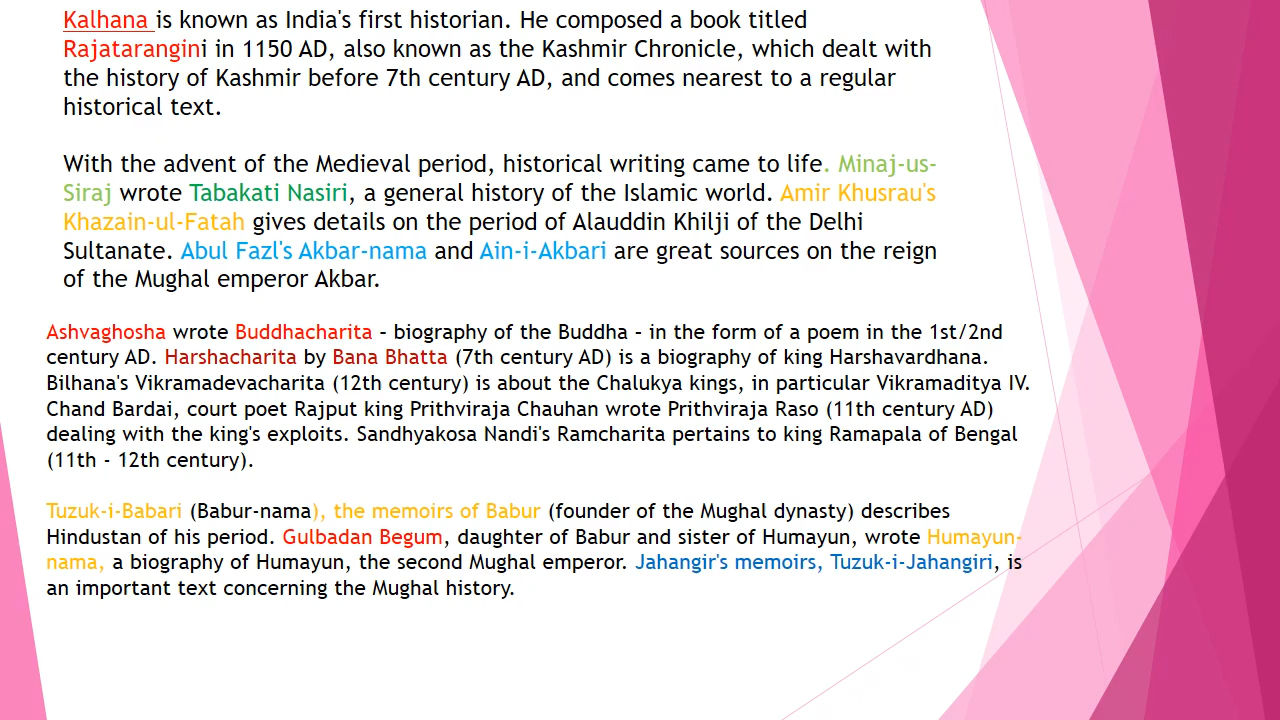 Kalhana is known as India's first historian. He composed a book titled
Rajatarangini in 1150 AD, also known as the Kashmir Chronicle, which dealt with
the history of Kashmir before 7th century AD, and comes nearest to a regular
historical text.
With the advent of the Medieval period, historical writing came to life. Minaj-us-
Siraj wrote Tabakati Nasiri, a general history of the Islamic world. Amir Khusrau's
Khazain-ul-Fatah gives details on the period of Alauddin Khilji of the Delhi
Sultanate. Abul Fazl's Akbar-nama and Ain-i-Akbari are great sources on the reign
of the Mughal emperor Akbar.
Ashvaghosha wrote Buddhacharita – biography of the Buddha – in the form of a poem in the 1st/2nd
century AD. Harshacharita by Bana Bhatta (7th century AD) is a biography of king Harshavardhana.
Bilhana's Vikramadevacharita (12th century) is about the Chalukya kings, in particular Vikramaditya IV.
Chand Bardai, court poet Rajput king Prithviraja Chauhan wrote Prithviraja Raso (11th century AD)
dealing with the king's exploits. Sandhyakosa Nandi's Ramcharita pertains to king Ramapala of Bengal
(11th - 12th century).
Tuzuk-i-Babari (Babur-nama), the memoirs of Babur (founder of the Mughal dynasty) describes
Hindustan of his period. Gulbadan Begum, daughter of Babur and sister of Humayun, wrote Humayun-
nama, a biography of Humayun, the second Mughal emperor. Jahangir's memoirs, Tuzuk-i-Jahangiri, is
an important text concerning the Mughal history.